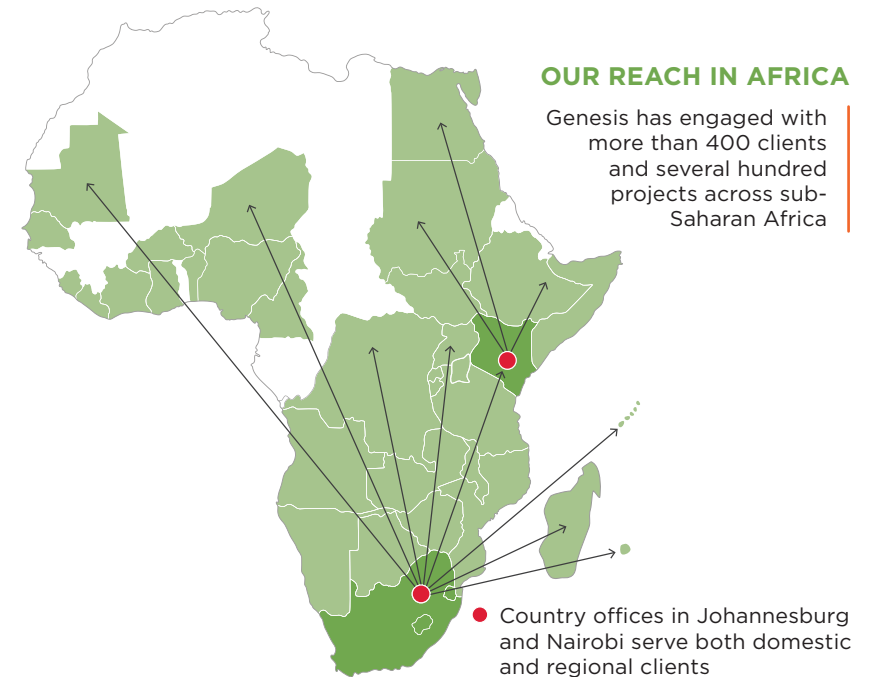 OUR REACH IN AFRICA
Genesis has engaged with
more than 400 clients
and several hundred
projects across sub-
Saharan Africa
Country offices in Johannesburg
and Nairobi serve both domestic
and regional clients